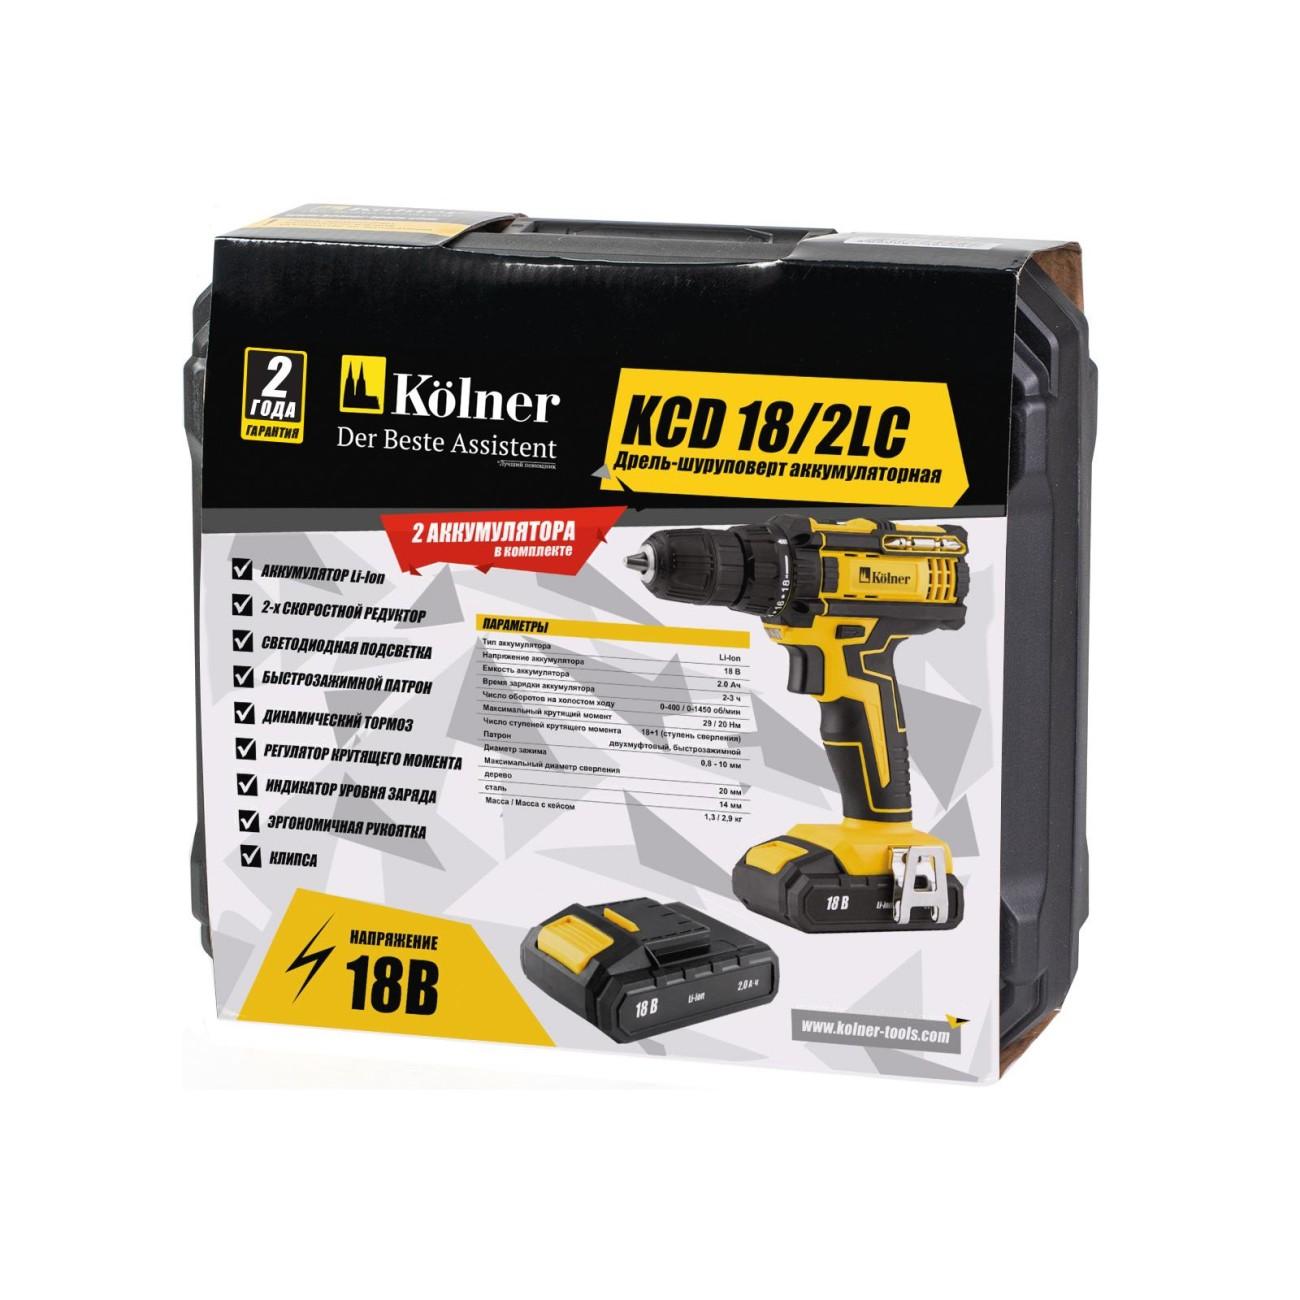 Kölner
2
ГОДА
ГАРАНТИЯ
Kölner
Der Beste Assistent
*Лучший помощник
KCD 18/2LC
Дрель-шуруповерт аккумуляторная
2 АККУМУЛЯТОРА
В КОМПЛЕКТЕ
АККУМУЛЯТОР Li-Ion
2-х СКОРОСТНОЙ РЕДУКТОР
СВЕТОДИОДНАЯ ПОДСВЕТКА
БЫСТРОЗАЖИМНОЙ ПАТРОН
ДИНАМИЧЕСКИЙ ТОРМОЗ
РЕГУЛЯТОР КРУТЯЩЕГО МОМЕНТА
ИНДИКАТОР УРОВНЯ ЗАРЯДА
ЭРГОНОМИЧНАЯ РУКОЯТКА
КЛИПСА
ПАРАМЕТРЫ
Тип аккумулятора Li-Ion
Напряжение аккумулятора 18 В
Емкость аккумулятора 2.0 Ач
Время зарядки аккумулятора 2-3 ч
Число оборотов на холостом ходу 0-400 / 0-1450 об/мин
Максимальный крутящий момент 29 / 20 Нм
Число ступеней крутящего момента 18+1 (ступень сверления)
Патрон двухмуфтовый, быстрозажимной
Диаметр зажима 0,8 - 10 мм
Максимальный диаметр сверления
дерево 20 мм
сталь 14 мм
Масса / Масса с кейсом 1,3 / 2,9 кг
Kölner
16 18
18 В
НАПРЯЖЕНИЕ
18В
18 В Li-Ion 2,0 А·ч
www.kolner-tools.com